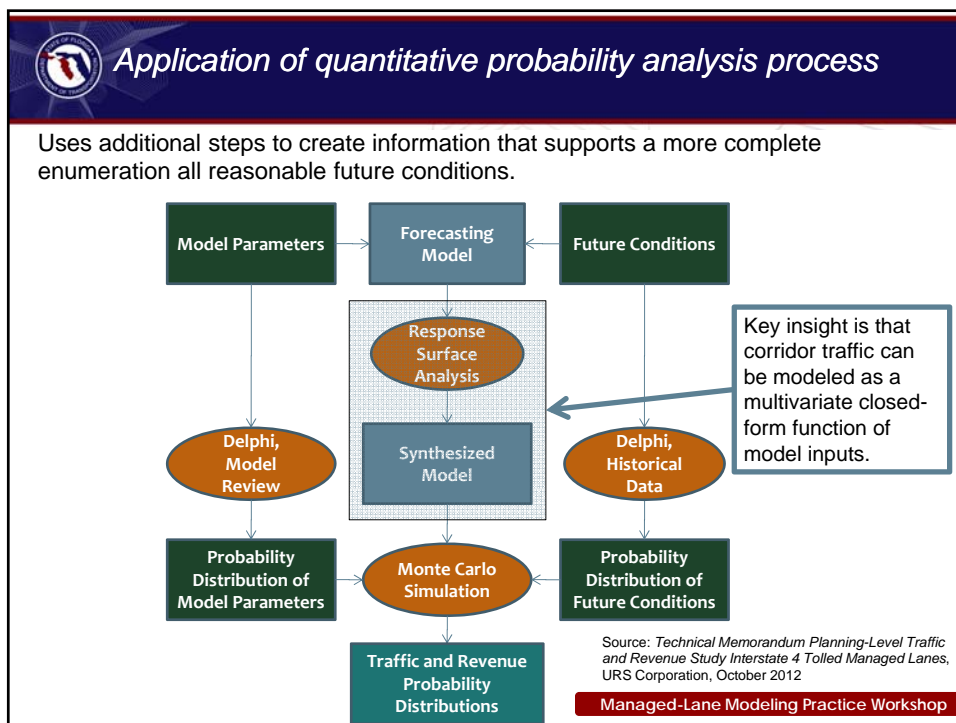 Application of quantitative probability analysis process
Uses additional steps to create information that supports a more complete
enumeration all reasonable future conditions.
Model Parameters
Forecasting
Model
Future Conditions
Response
Surface
Analysis
Key insight is that
corridor traffic can
be modeled as a
multivariate closed-
form function of
model inputs.
Delphi,
Model
Review
Synthesized
Model
Delphi,
Historical
Data
Probability
Distribution of
Model Parameters
Monte Carlo
Simulation
Probability
Distribution of
Future Conditions
Traffic and Revenue
Probability
Distributions
Source: Technical Memorandum Planning-Level Traffic
and Revenue Study Interstate 4 Tolled Managed Lanes,
URS Corporation, October 2012
Managed-Lane Modeling Practice Workshop